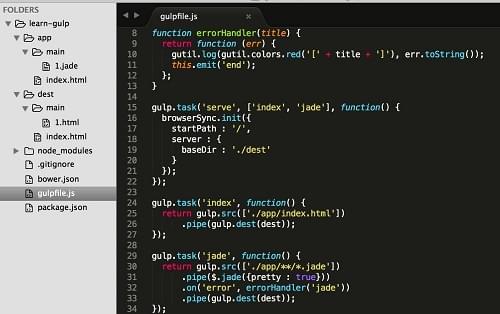 FOLDERS
learn-gulp
app
main
1.jade
index.html
dest
main
1.html
index.html
node_modules
.gitignore
bower.json
gulpfile.js
package.json
gulpfile.js ×
8 function errorHandler(title) {
9 return function (err) {
10 gutil.log(gutil.colors.red('[' + title + ']'), err.toString());
11 this.emit('end');
12 };
13 }
14
15 gulp.task('serve', ['index', 'jade'], function() {
16 browserSync.init({
17 startPath : '/',
18 server : {
19 baseDir : './dest'
20 }
21 });
22 });
23
24 gulp.task('index', function() {
25 return gulp.src(['./app/index.html'])
26 .pipe(gulp.dest(dest));
27 });
28
29 gulp.task('jade', function() {
30 return gulp.src(['./app/**/*.jade'])
31 .pipe($.jade({pretty : true}))
32 .on('error', errorHandler('jade'))
33 .pipe(gulp.dest(dest));
34 });